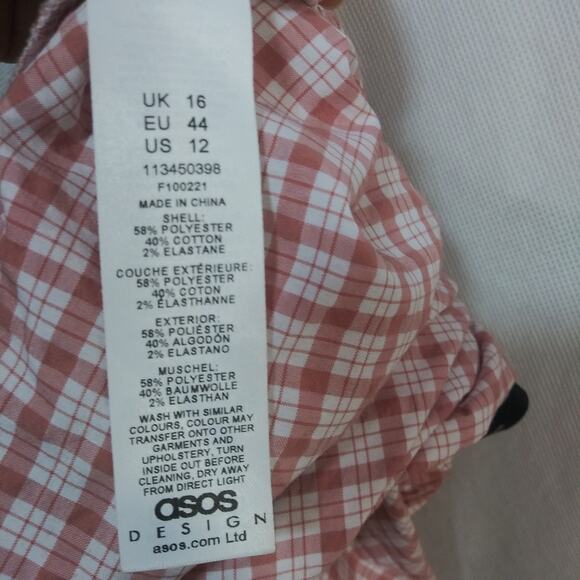 UK 16
EU 44
US 12
113450398
F100221
MADE IN CHINA
SHELL:
58% POLYESTER
40% COTTON
2% ELASTANE
COUCHE EXTÉRIEURE:
58% POLYESTER
40% COTON
2% ÉLASTHANNE
EXTERIOR:
58% POLIÉSTER
40% ALGODÓN
2% ELASTANO
MUSCHEL:
58% POLYESTER
40% BAUMWOLLE
2% ELASTHAN
WASH WITH SIMILAR
COLOURS, COLOUR MAY
TRANSFER ONTO OTHER
GARMENTS AND
UPHOLSTERY, TURN
INSIDE OUT BEFORE
CLEANING, DRY AWAY
FROM DIRECT LIGHT
asos
DESIGN
asos.com Ltd